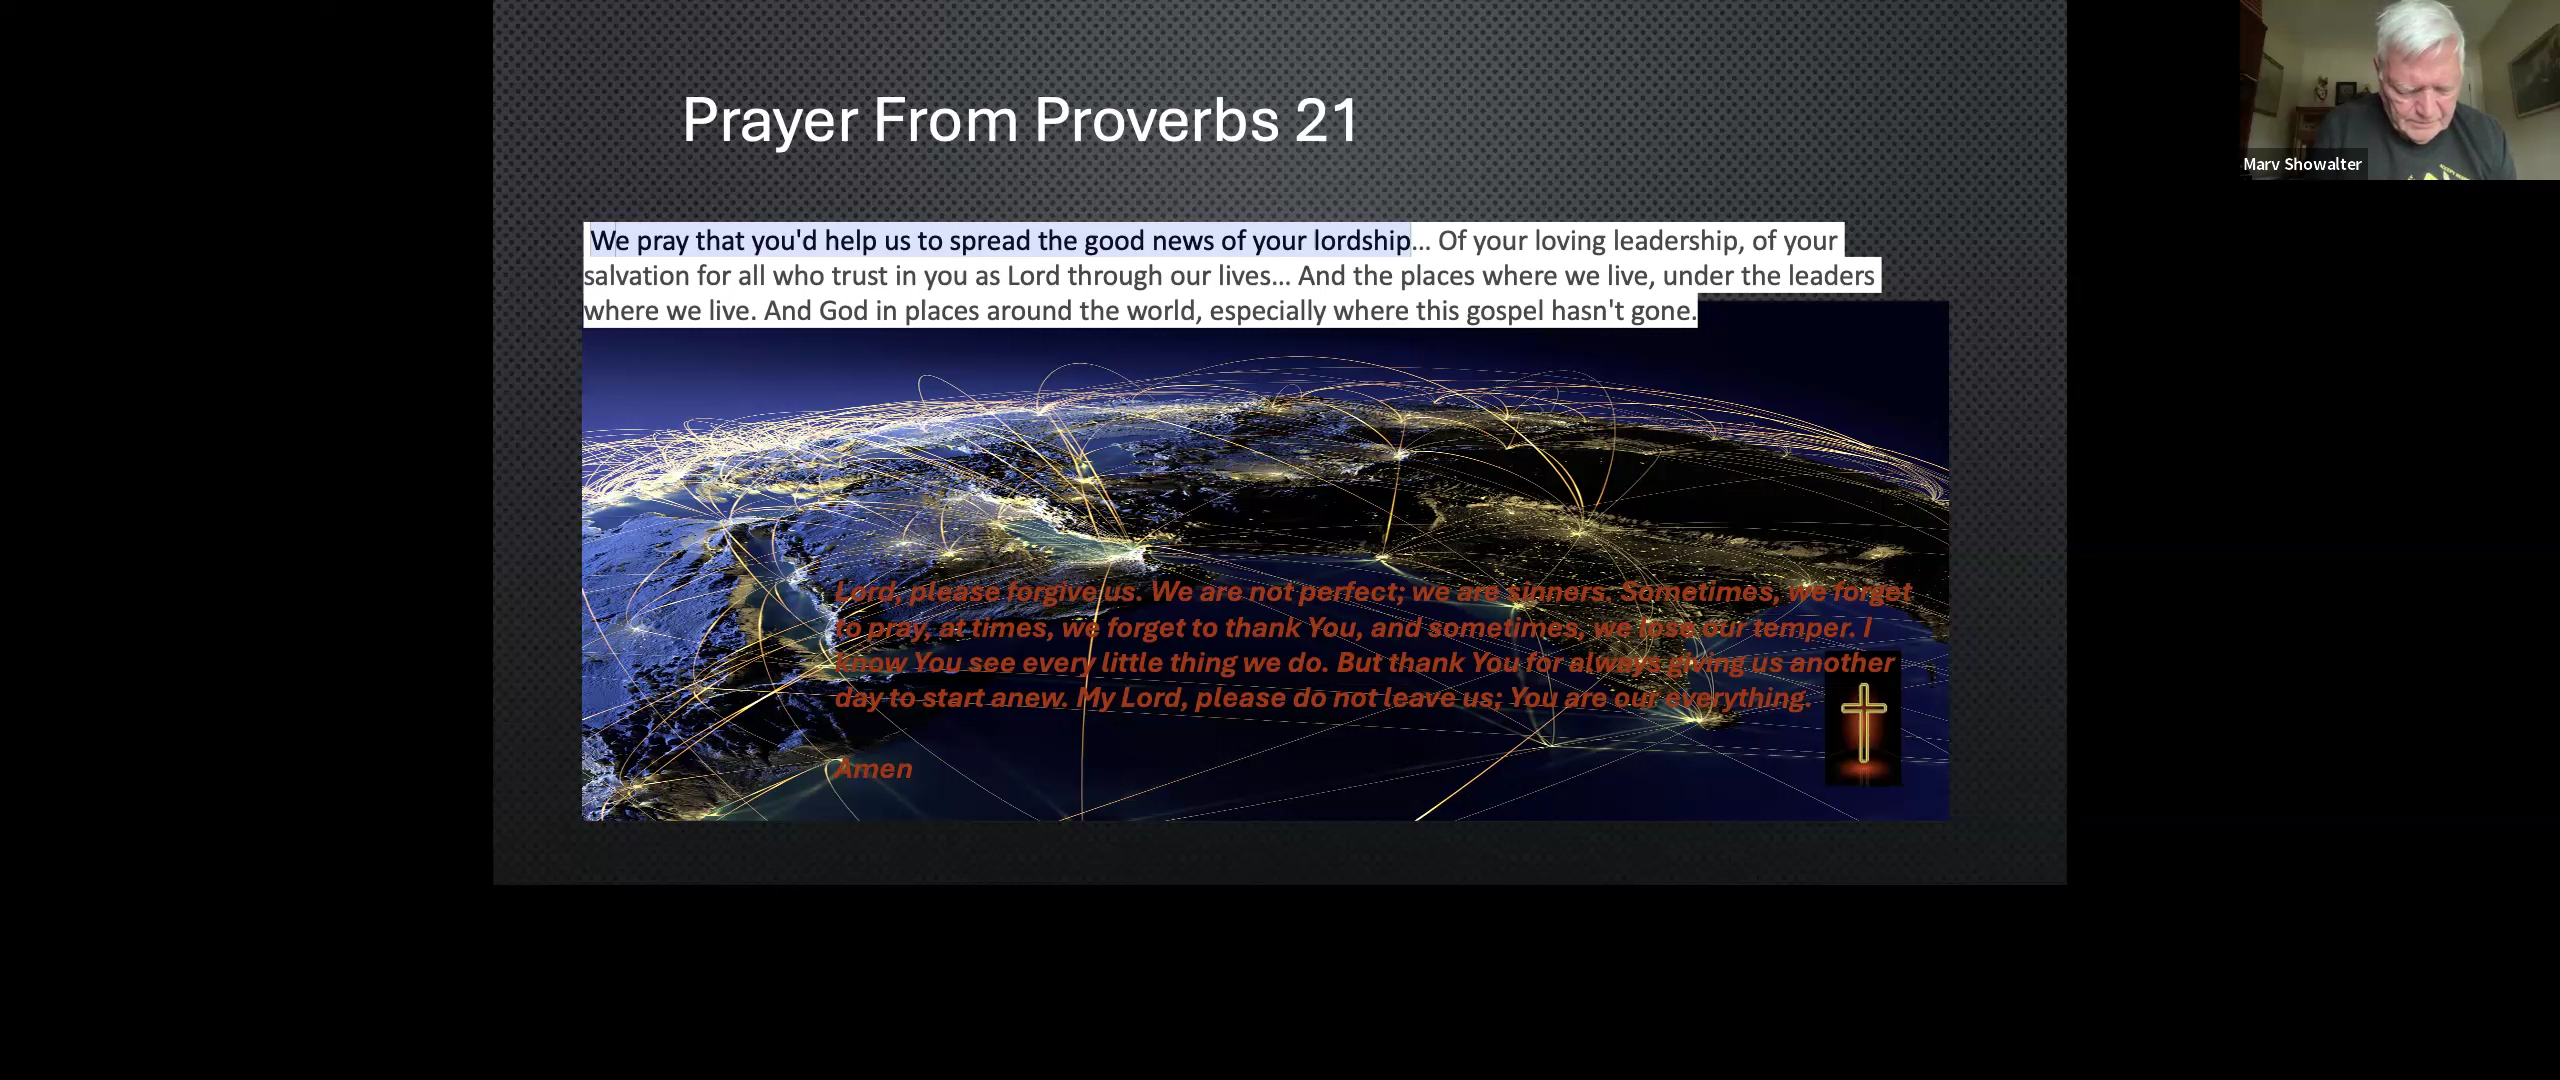 Prayer From Proverbs 21
Marv Showalter
We pray that you'd help us to spread the good news of your lordship... Of your loving leadership, of your
salvation for all who trust in you as Lord through our lives... And the places where we live, under the leaders
where we live. And God in places around the world, especially where this gospel hasn't gone.
Lord, please forgive us. We are not perfect; we are sinners. Sometimes, we forget
to pray, at times, we forget to thank You, and sometimes, we lose our temper. I
know You see every little thing we do. But thank You for always giving us another
day to start anew. My Lord, please do not leave us; You are our everything.
Amen